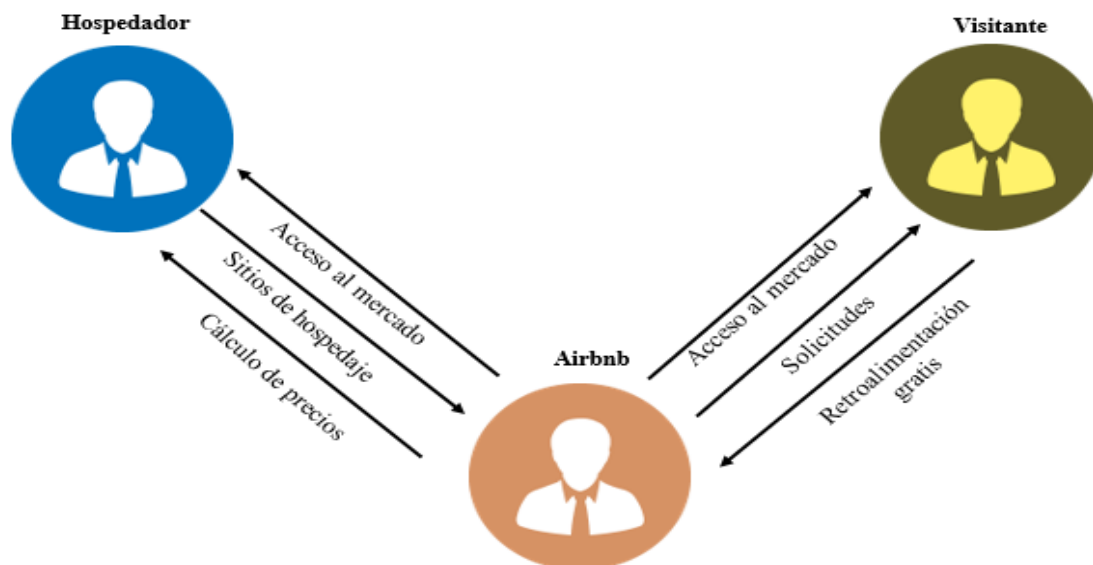 Hospedador
Visitante
Acceso al mercado
Sitios de hospedaje
Cálculo de precios
Airbnb
Acceso al mercado
Solicitudes
Retroalimentación
gratis